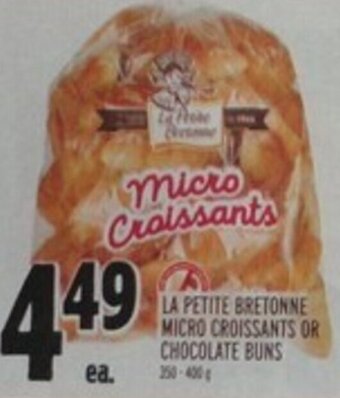 La Petite
Bretonne
Micro
Croissants
4 49
ea.
LA PETITE BRETONNE
MICRO CROISSANTS OR
CHOCOLATE BUNS
350 - 400 g